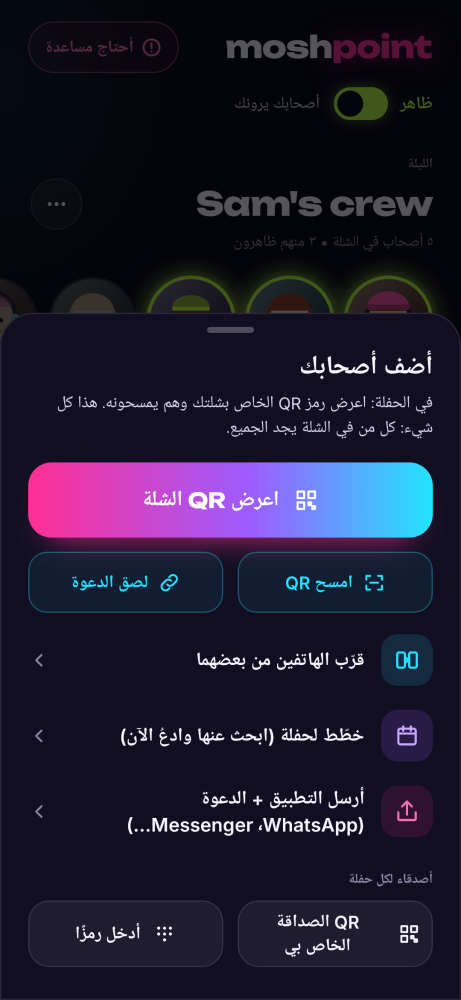 moshpoint
أحتاج مساعدة
ظاهر
أصحابك يرونك
الليلة
Sam's crew
٥ أصحاب في الشلة • ٣ منهم ظاهرون
أضف أصحابك
في الحفلة: اعرض رمز QR الخاص بشلتك وهم يمسحونه. هذا كل
شيء: كل من في الشلة يجد الجميع.
اعرض QR الشلة
امسح QR
لصق الدعوة
قرّب الهاتفين من بعضهما
خطّط لحفلة (ابحث عنها وادعُ الآن)
أرسل التطبيق + الدعوة
(WhatsApp، Messenger…)
أصدقاء لكل حفلة
QR الصداقة
الخاص بي
أدخل رمزًا